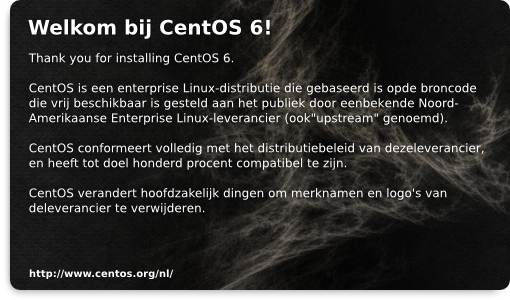 Welkom bij CentOS 6!
Thank you for installing CentOS 6.
CentOS is een enterprise Linux-distributie die gebaseerd is opde broncode
die vrij beschikbaar is gesteld aan het publiek door eenbekende Noord-
Amerikaanse Enterprise Linux-leverancier (ook"upstream" genoemd).
CentOS conformeert volledig met het distributiebeleid van dezeleverancier,
en heeft tot doel honderd procent compatibel te zijn.
CentOS verandert hoofdzakelijk dingen om merknamen en logo's van
deleverancier te verwijderen.
http://www.centos.org/nl/